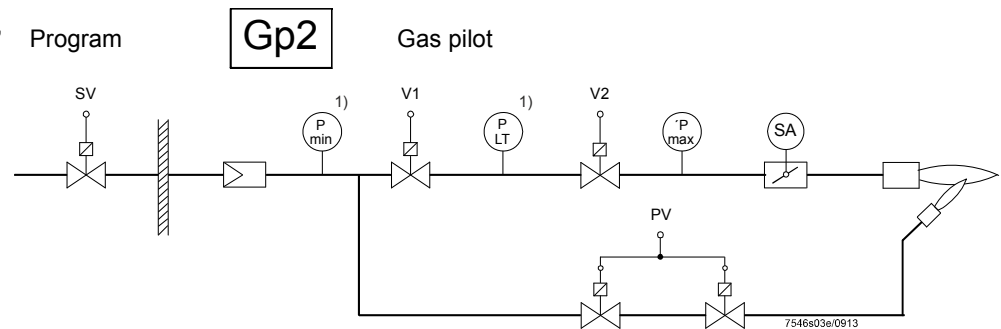 Program Gp2 Gas pilot
SV 1) V1 1) V2
P min P LT 'P max SA
PV
7546s03e/0913